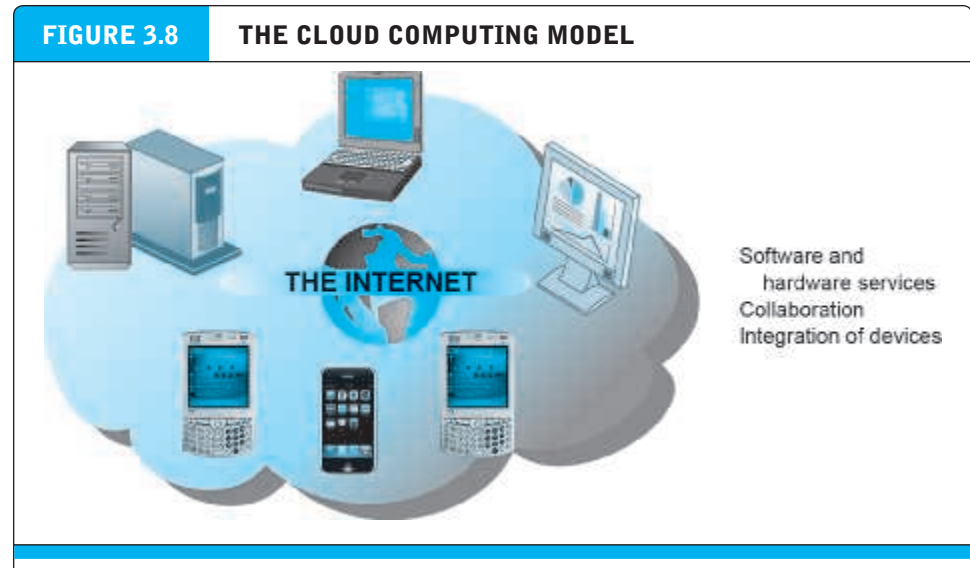 FIGURE 3.8 THE CLOUD COMPUTING MODEL
THE INTERNET
Software and
hardware services
Collaboration
Integration of devices